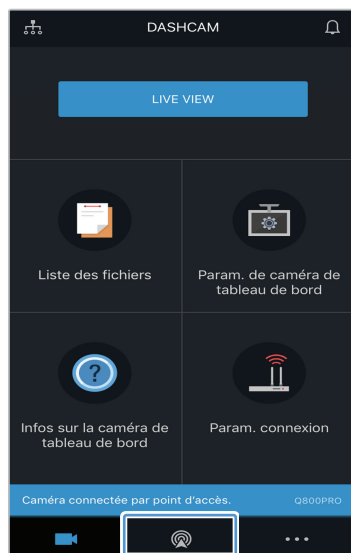 DASHCAM
LIVE VIEW
Liste des fichiers
Param. de caméra de
tableau de bord
Infos sur la caméra de
tableau de bord
Param. connexion
Caméra connectée par point d'accès.
Q800PRO